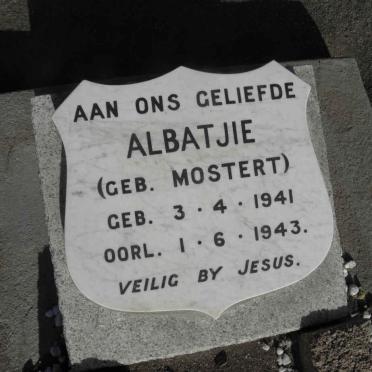 AAN ONS GELIEFDE
ALBATJIE
(GEB. MOSTERT)
GEB. 3 · 4 · 1941
OORL. 1 · 6 · 1943.
VEILIG BY JESUS.